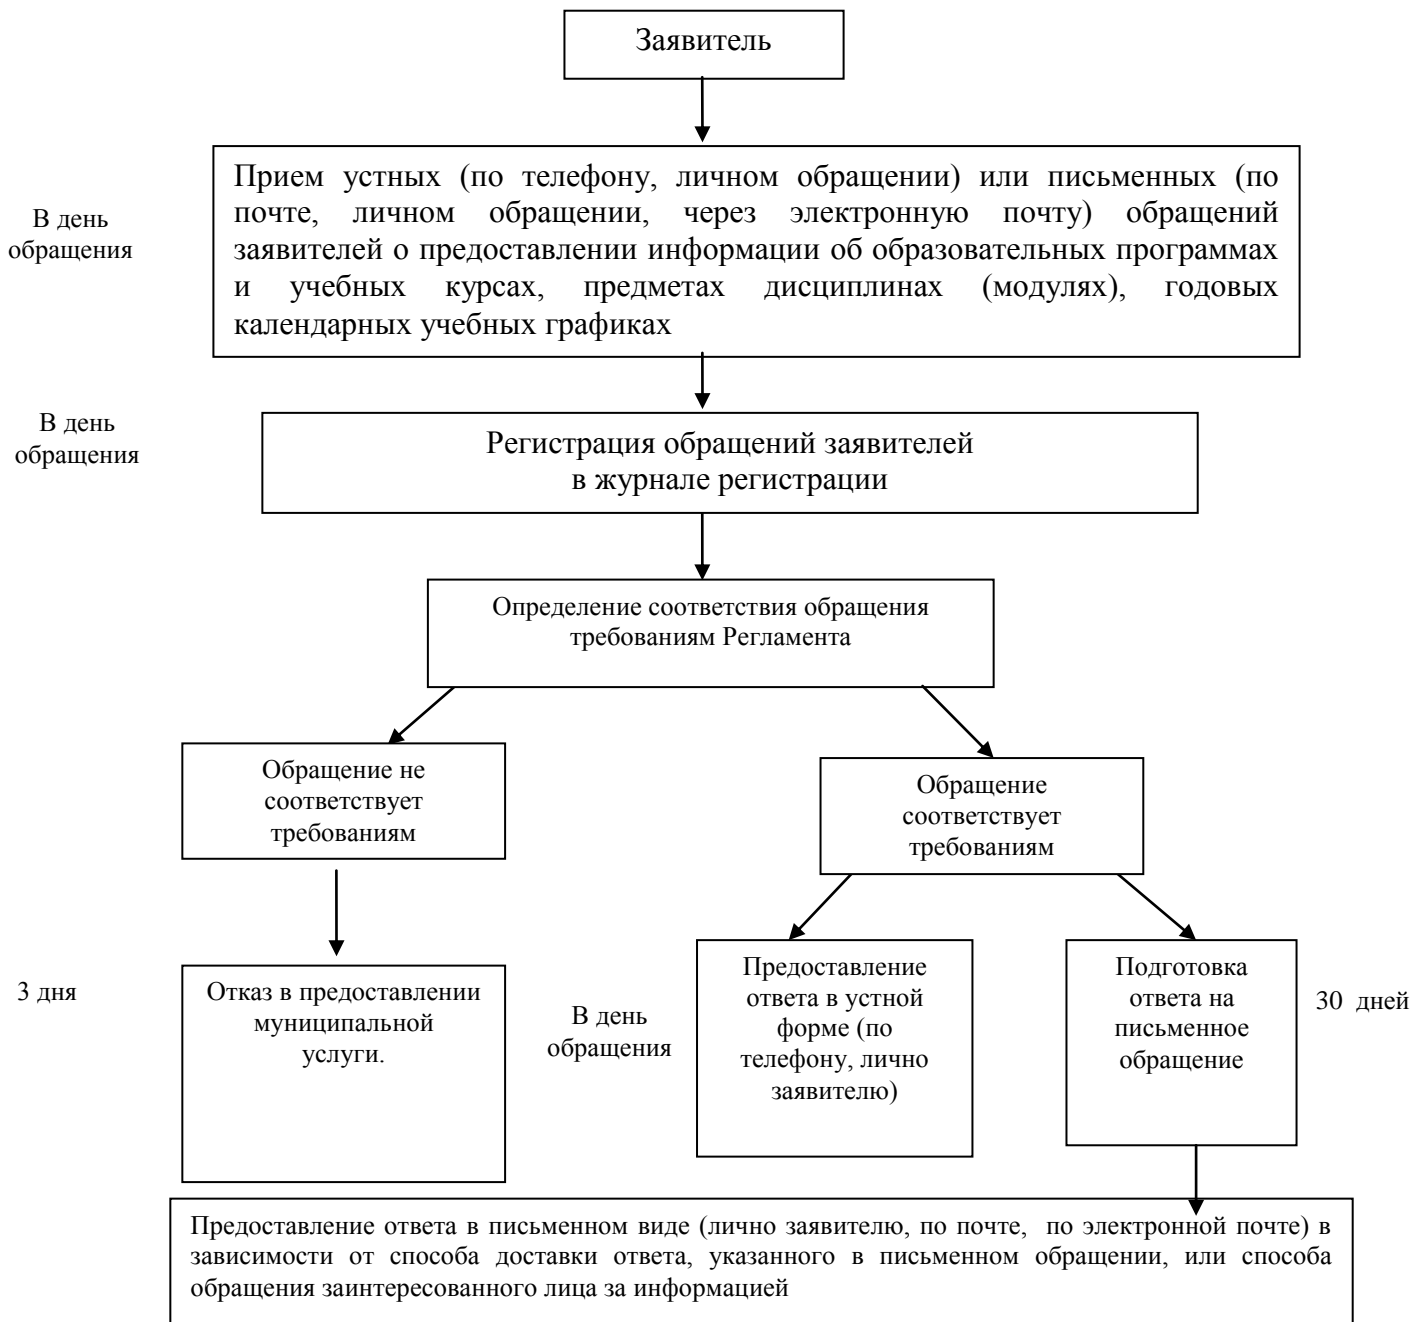 Заявитель
Прием устных (по телефону, личном обращении) или письменных (по
почте, личном обращении, через электронную почту) обращений
заявителей о предоставлении информации об образовательных программах
и учебных курсах, предметах дисциплинах (модулях), годовых
календарных учебных графиках
В день
обращения
Регистрация обращений заявителей
в журнале регистрации
В день
обращения
Определение соответствия обращения
требованиям Регламента
Обращение не
соответствует
требованиям
Обращение
соответствует
требованиям
3 дня
Отказ в предоставлении
муниципальной
услуги.
В день
обращения
Предоставление
ответа в устной
форме (по
телефону, лично
заявителю)
Подготовка
ответа на
письменное
обращение
30 дней
Предоставление ответа в письменном виде (лично заявителю, по почте, по электронной почте) в
зависимости от способа доставки ответа, указанного в письменном обращении, или способа
обращения заинтересованного лица за информацией